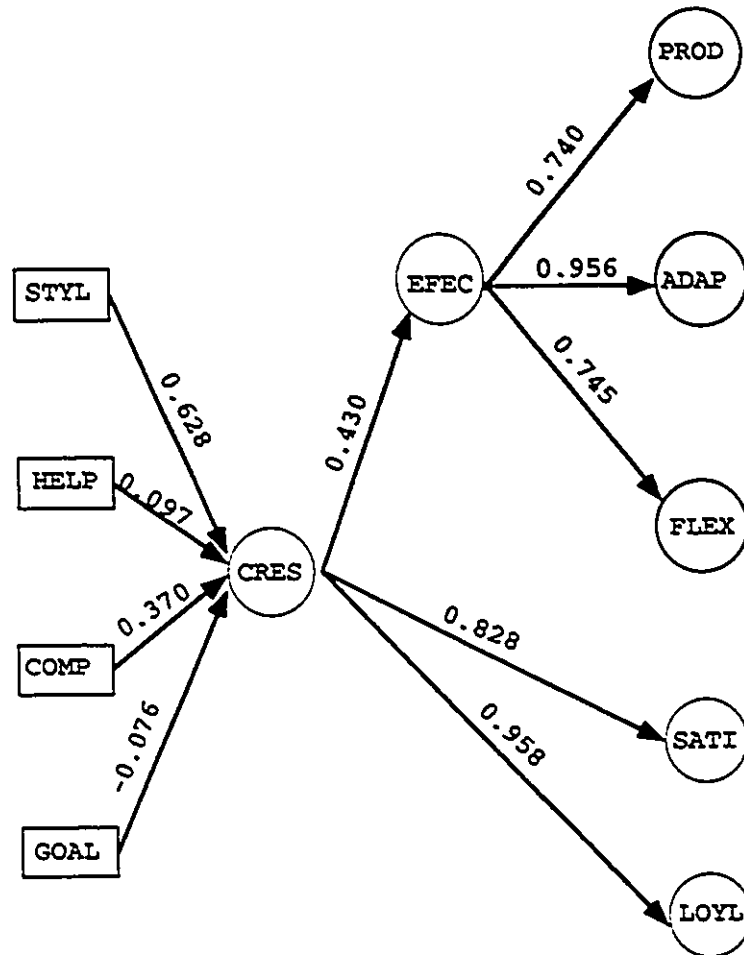 PROD
0.740
EFEC
0.956
ADAP
STYL
0.745
0.628
0.430
HELP
0.097
FLEX
CRES
0.370
0.828
COMP
-0.076
0.958
SATI
GOAL
LOYL